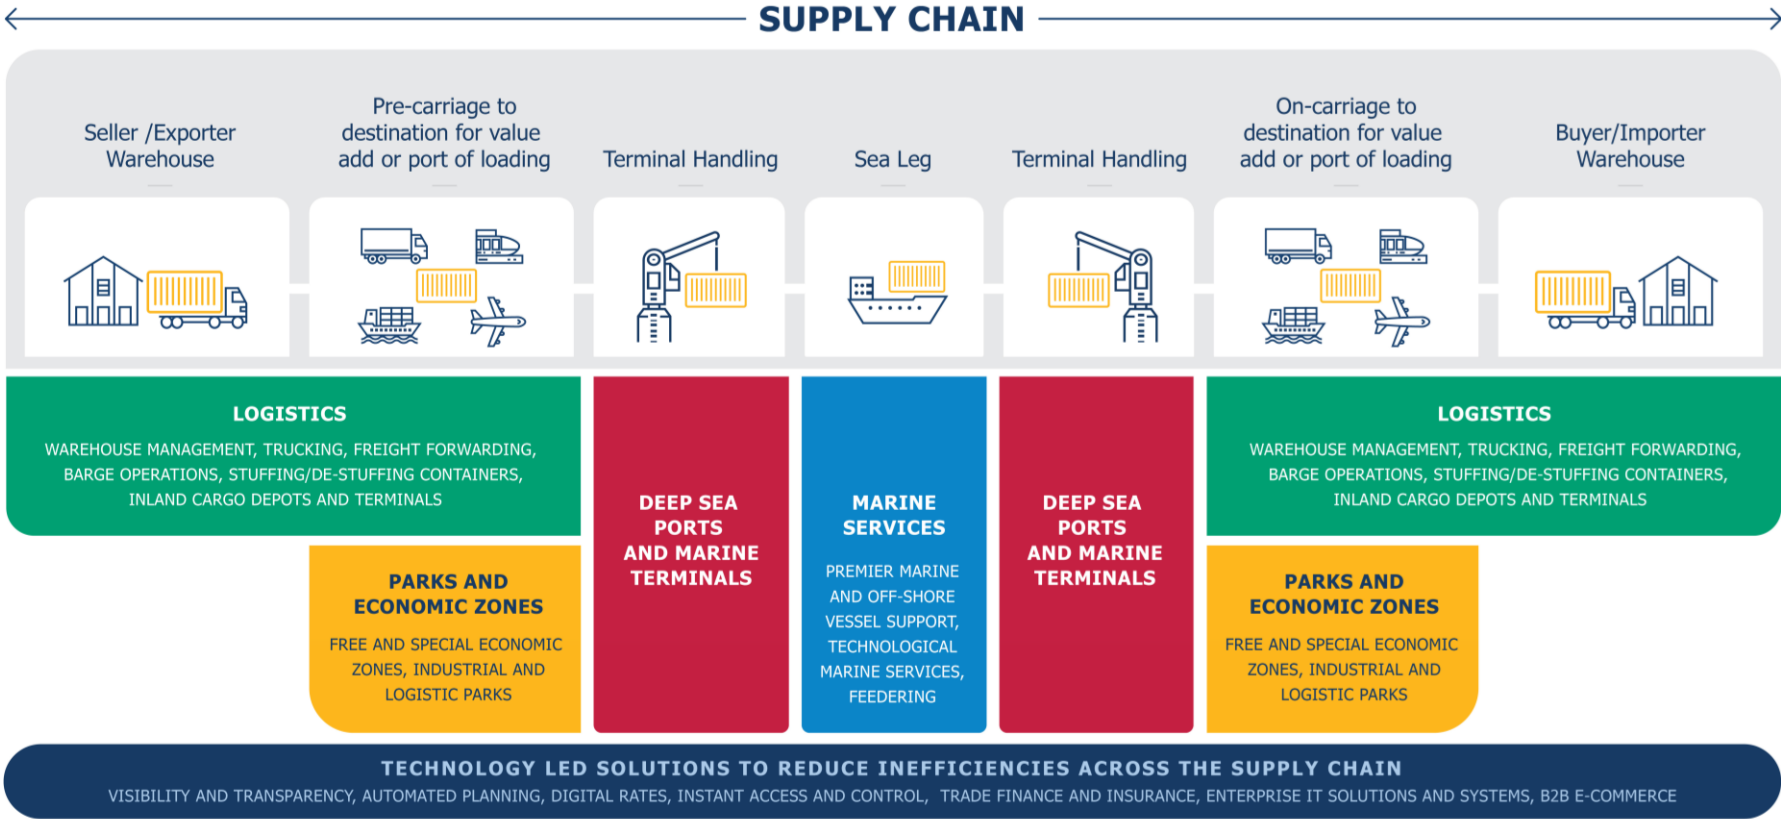 SUPPLY CHAIN
Seller /Exporter
Warehouse
Pre-carriage to
destination for value
add or port of loading
Terminal Handling
Sea Leg
Terminal Handling
On-carriage to
destination for value
add or port of loading
Buyer/Importer
Warehouse
LOGISTICS
WAREHOUSE MANAGEMENT, TRUCKING, FREIGHT FORWARDING,
BARGE OPERATIONS, STUFFING/DE-STUFFING CONTAINERS,
INLAND CARGO DEPOTS AND TERMINALS
PARKS AND
ECONOMIC ZONES
FREE AND SPECIAL ECONOMIC
ZONES, INDUSTRIAL AND
LOGISTIC PARKS
DEEP SEA
PORTS
AND MARINE
TERMINALS
MARINE
SERVICES
PREMIER MARINE
AND OFF-SHORE
VESSEL SUPPORT,
TECHNOLOGICAL
MARINE SERVICES,
FEEDERING
DEEP SEA
PORTS
AND MARINE
TERMINALS
LOGISTICS
WAREHOUSE MANAGEMENT, TRUCKING, FREIGHT FORWARDING,
BARGE OPERATIONS, STUFFING/DE-STUFFING CONTAINERS,
INLAND CARGO DEPOTS AND TERMINALS
PARKS AND
ECONOMIC ZONES
FREE AND SPECIAL ECONOMIC
ZONES, INDUSTRIAL AND
LOGISTIC PARKS
TECHNOLOGY LED SOLUTIONS TO REDUCE INEFFICIENCIES ACROSS THE SUPPLY CHAIN
VISIBILITY AND TRANSPARENCY, AUTOMATED PLANNING, DIGITAL RATES, INSTANT ACCESS AND CONTROL, TRADE FINANCE AND INSURANCE, ENTERPRISE IT SOLUTIONS AND SYSTEMS, B2B E-COMMERCE